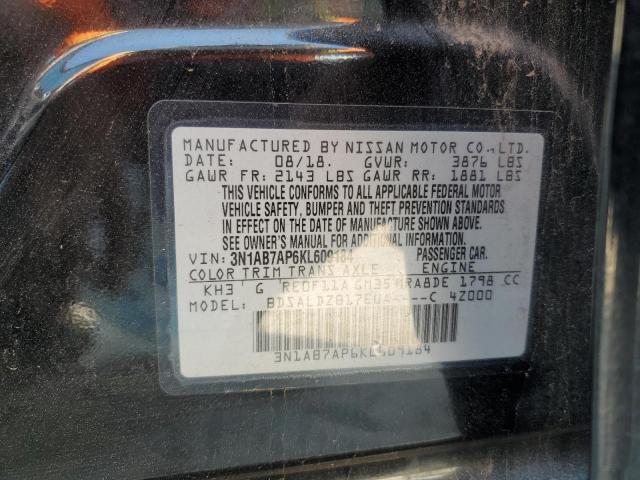 MANUFACTURED BY NISSAN MOTOR CO.,LTD.
DATE: 08/18. GVWR: 3876 LBS
GAWR FR: 2143 LBS GAWR RR: 1881 LBS
THIS VEHICLE CONFORMS TO ALL APPLICABLE FEDERAL MOTOR
VEHICLE SAFETY, BUMPER AND THEFT PREVENTION STANDARDS
IN EFFECT ON THE DATE OF MANUFACTURE SHOWN ABOVE.
SEE OWNER'S MANUAL FOR ADDITIONAL INFORMATION.
VIN: 3N1AB7AP6KL609184 PASSENGER CAR.
COLOR TRIM TRANS AXLE ENGINE
KH3 G RE0F11A GM35 MRA8DE 1798 CC
MODEL BDSALDZB17EUA----C 4Z000
3N1AB7AP6KL609184